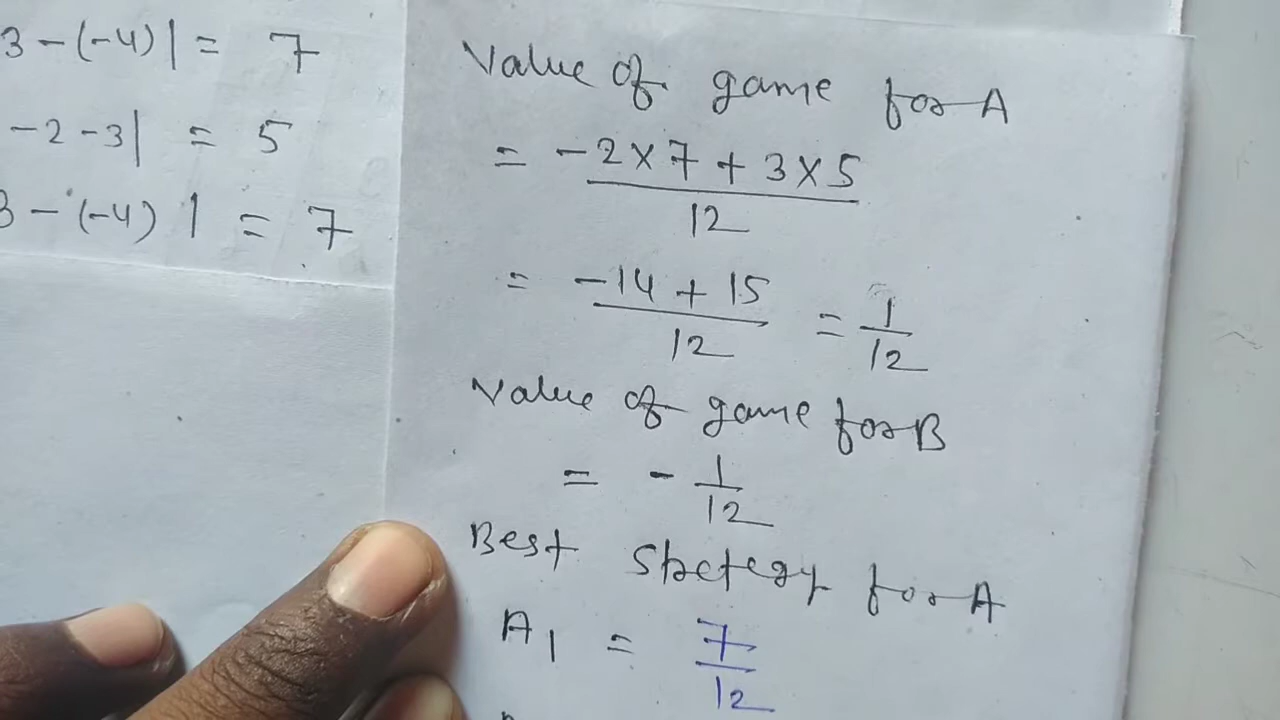 3-(-4)| = 7
-2-3| = 5
3-(-4)| = 7
Value of game for A
= -2×7 + 3×5
12
= -14 + 15
12
= 1
12
Value of game for B
= - 1
12
Best Stretegy for A
A1 = 7
12